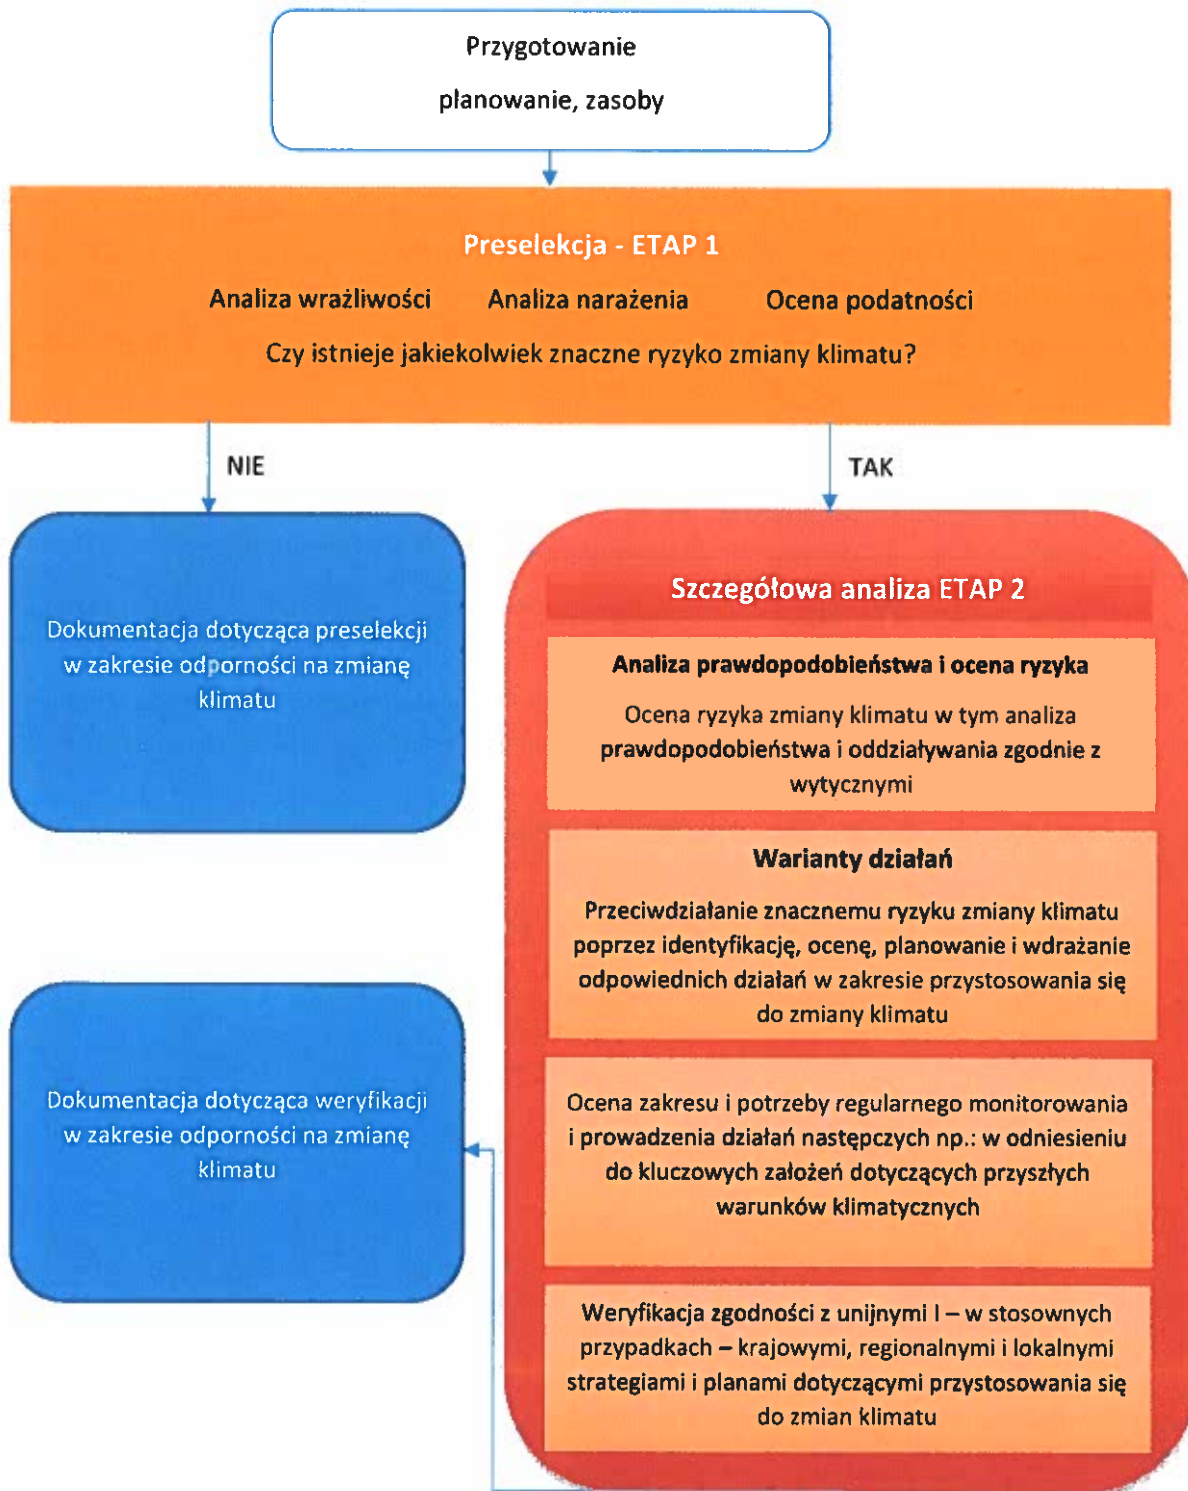 Przygotowanie
planowanie, zasoby
Preselekcja - ETAP 1
Analiza wrażliwości Analiza narażenia Ocena podatności
Czy istnieje jakiekolwiek znaczne ryzyko zmiany klimatu?
NIE
TAK
Dokumentacja dotycząca preselekcji
w zakresie odporności na zmianę
klimatu
Szczegółowa analiza ETAP 2
Analiza prawdopodobieństwa i ocena ryzyka
Ocena ryzyka zmiany klimatu w tym analiza
prawdopodobieństwa i oddziaływania zgodnie z
wytycznymi
Warianty działań
Przeciwdziałanie znacznemu ryzyku zmiany klimatu
poprzez identyfikację, ocenę, planowanie i wdrażanie
odpowiednich działań w zakresie przystosowania się
do zmiany klimatu
Ocena zakresu i potrzeby regularnego monitorowania
i prowadzenia działań następczych np.: w odniesieniu
do kluczowych założeń dotyczących przyszłych
warunków klimatycznych
Weryfikacja zgodności z unijnymi I – w stosownych
przypadkach – krajowymi, regionalnymi i lokalnymi
strategiami i planami dotyczącymi przystosowania się
do zmian klimatu
Dokumentacja dotycząca weryfikacji
w zakresie odporności na zmianę
klimatu